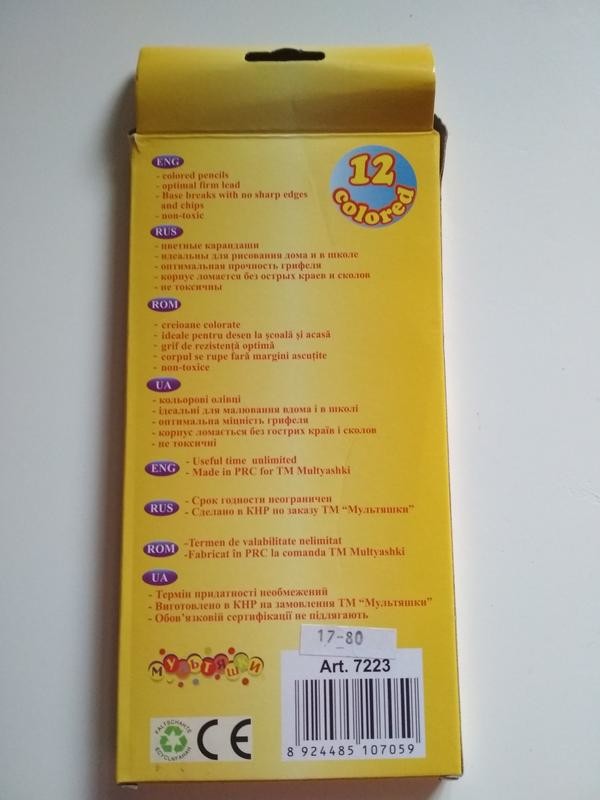 ENG
- colored pencils
- optimal firm lead
- Base breaks with no sharp edges
and chips
- non-toxic
12
colored
RUS
- цветные карандаши
- идеальны для рисования дома и в школе
- оптимальная прочность грифеля
- корпус ломается без острых краев и сколов
- не токсичны
ROM
- creioane colorate
- ideale pentru desen la școală și acasă
- grif de rezistență optimă
- corpul se rupe fară margini ascuțite
- non-toxice
UA
- кольорові олівці
- ідеальні для малювання вдома і в школі
- оптимальна міцність грифеля
- корпус ломається без гострих країв і сколов
- не токсичні
ENG
- Useful time unlimited
- Made in PRC for TM Multyashki
RUS
- Срок годности неограничен
- Сделано в КНР по заказу ТМ "Мультяшки"
ROM
-Termen de valabilitate nelimitat
-Fabricat în PRC la comanda TM Multyashki
UA
- Термін придатності необмежений
- Виготовлено в КНР на замовлення ТМ "Мультяшки"
- Обов'язковій сертифікації не підлягають
17-80
МУЛЬТЯШКИ
Art. 7223
CE
8 924485 107059